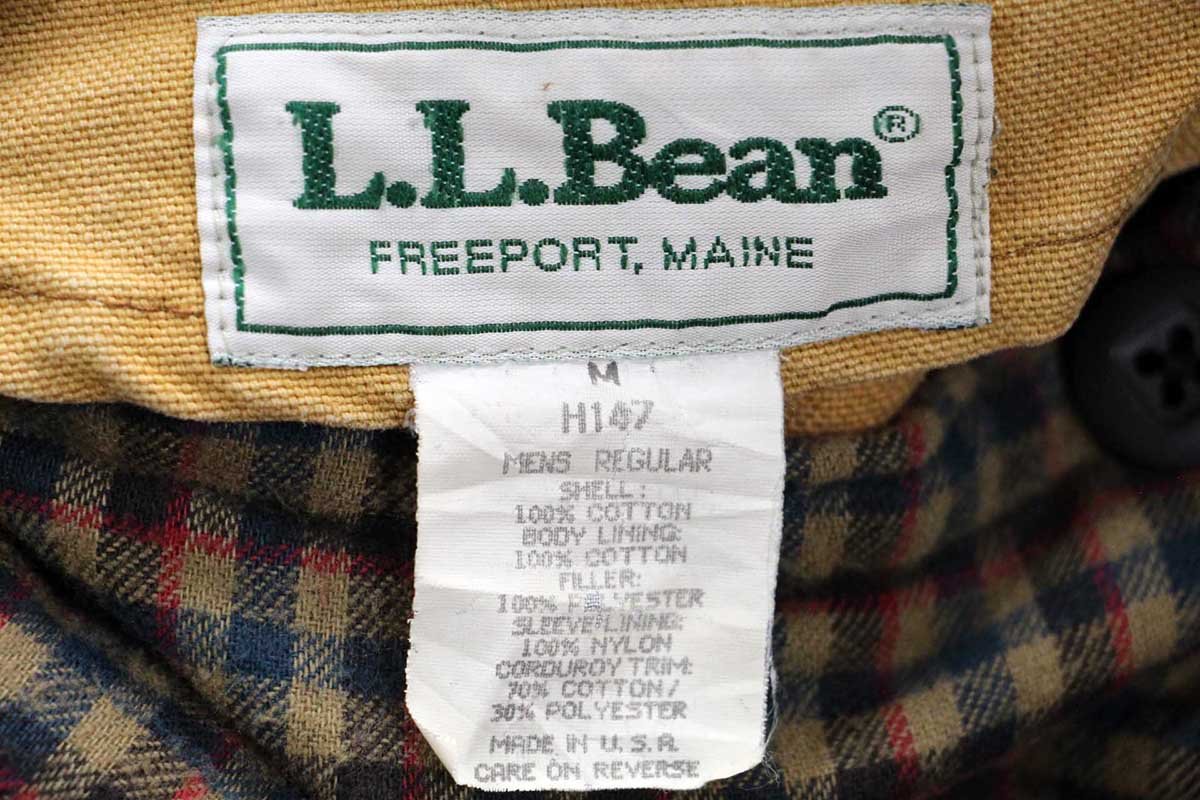 L.L.Bean®
FREEPORT, MAINE
M
H147
MENS REGULAR
SHELL:
100% COTTON
BODY LINING:
100% COTTON
FILLER:
100% POLYESTER
SLEEVE LINING:
100% NYLON
CORDUROY TRIM:
70% COTTON/
30% POLYESTER
MADE IN U.S.A.
CARE ON REVERSE